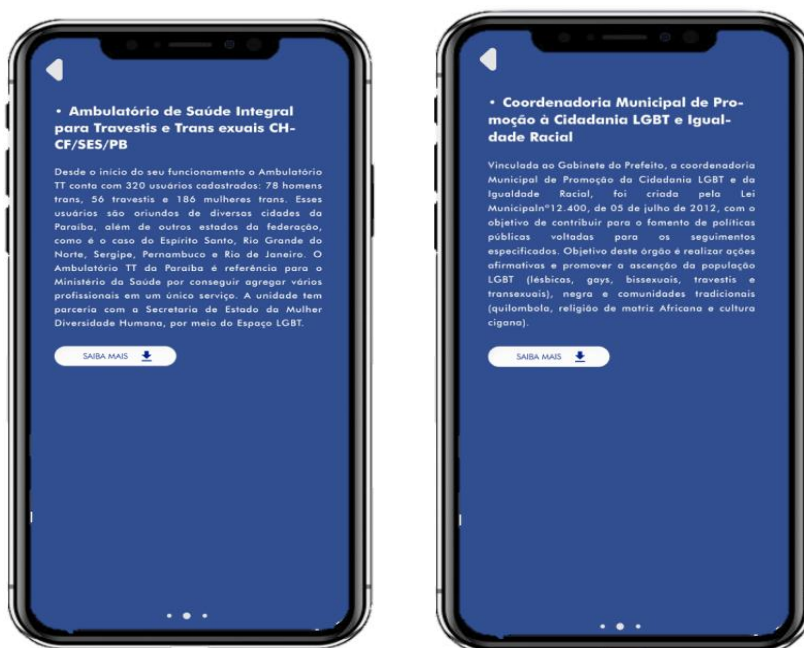 • Ambulatório de Saúde Integral
para Travestis e Trans exuais CH-
CF/SES/PB
Desde o início do seu funcionamento o Ambulatório
TT conta com 320 usuários cadastrados: 78 homens
trans, 56 travestis e 186 mulheres trans. Esses
usuários são oriundos de diversas cidades da
Paraíba, além de outros estados da federação,
como é o caso do Espírito Santo, Rio Grande do
Norte, Sergipe, Pernambuco e Rio de Janeiro. O
Ambulatório TT da Paraíba é referência para o
Ministério da Saúde por conseguir agregar vários
profissionais em um único serviço. A unidade tem
parceria com a Secretaria de Estado da Mulher
Diversidade Humana, por meio do Espaço LGBT.
SAIBA MAIS
• Coordenadoria Municipal de Pro-
moção à Cidadania LGBT e Igual-
dade Racial
Vinculada ao Gabinete do Prefeito, a coordenadoria
Municipal de Promoção da Cidadania LGBT e da
Igualdade Racial, foi criada pela Lei
Municipaln°12.400, de 05 de julho de 2012, com o
objetivo de contribuir para o fomento de políticas
públicas voltadas para os seguimentos
especificados. Objetivo deste órgão é realizar ações
afirmativas e promover a ascenção da população
LGBT (lésbicas, gays, bissexuais, travestis e
transexuais), negra e comunidades tradicionais
(quilombola, religião de matriz Africana e cultura
cigana).
SAIBA MAIS